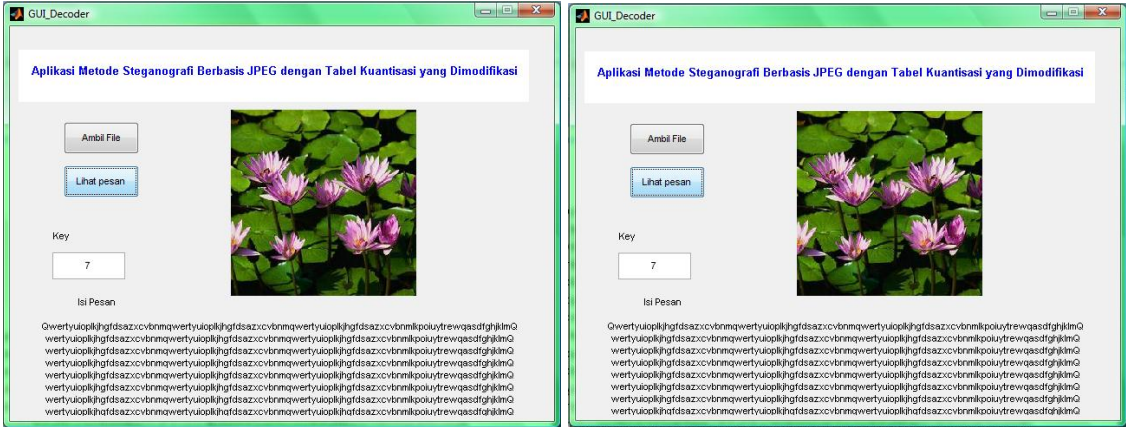 GUI_Decoder
Aplikasi Metode Steganografi Berbasis JPEG dengan Tabel Kuantisasi yang Dimodifikasi
Ambil File
Lihat pesan
Key
7
Isi Pesan
QwertyuioplkjhgfdsazxcvbnmqwertyuioplkjhgfdsazxcvbnmqwertyuioplkjhgfdsazxcvbnmlkpoiuytrewqasdfghjklmQ
wertyuioplkjhgfdsazxcvbnmqwertyuioplkjhgfdsazxcvbnmqwertyuioplkjhgfdsazxcvbnmlkpoiuytrewqasdfghjklmQ
wertyuioplkjhgfdsazxcvbnmqwertyuioplkjhgfdsazxcvbnmqwertyuioplkjhgfdsazxcvbnmlkpoiuytrewqasdfghjklmQ
wertyuioplkjhgfdsazxcvbnmqwertyuioplkjhgfdsazxcvbnmqwertyuioplkjhgfdsazxcvbnmlkpoiuytrewqasdfghjklmQ
wertyuioplkjhgfdsazxcvbnmqwertyuioplkjhgfdsazxcvbnmqwertyuioplkjhgfdsazxcvbnmlkpoiuytrewqasdfghjklmQ
wertyuioplkjhgfdsazxcvbnmqwertyuioplkjhgfdsazxcvbnmqwertyuioplkjhgfdsazxcvbnmlkpoiuytrewqasdfghjklmQ
wertyuioplkjhgfdsazxcvbnmqwertyuioplkjhgfdsazxcvbnmqwertyuioplkjhgfdsazxcvbnmlkpoiuytrewqasdfghjklmQ
wertyuioplkjhgfdsazxcvbnmqwertyuioplkjhgfdsazxcvbnmqwertyuioplkjhgfdsazxcvbnmlkpoiuytrewqasdfghjklmQ
GUI_Decoder
Aplikasi Metode Steganografi Berbasis JPEG dengan Tabel Kuantisasi yang Dimodifikasi
Ambil File
Lihat pesan
Key
7
Isi Pesan
QwertyuioplkjhgfdsazxcvbnmqwertyuioplkjhgfdsazxcvbnmqwertyuioplkjhgfdsazxcvbnmlkpoiuytrewqasdfghjklmQ
wertyuioplkjhgfdsazxcvbnmqwertyuioplkjhgfdsazxcvbnmqwertyuioplkjhgfdsazxcvbnmlkpoiuytrewqasdfghjklmQ
wertyuioplkjhgfdsazxcvbnmqwertyuioplkjhgfdsazxcvbnmqwertyuioplkjhgfdsazxcvbnmlkpoiuytrewqasdfghjklmQ
wertyuioplkjhgfdsazxcvbnmqwertyuioplkjhgfdsazxcvbnmqwertyuioplkjhgfdsazxcvbnmlkpoiuytrewqasdfghjklmQ
wertyuioplkjhgfdsazxcvbnmqwertyuioplkjhgfdsazxcvbnmqwertyuioplkjhgfdsazxcvbnmlkpoiuytrewqasdfghjklmQ
wertyuioplkjhgfdsazxcvbnmqwertyuioplkjhgfdsazxcvbnmqwertyuioplkjhgfdsazxcvbnmlkpoiuytrewqasdfghjklmQ
wertyuioplkjhgfdsazxcvbnmqwertyuioplkjhgfdsazxcvbnmqwertyuioplkjhgfdsazxcvbnmlkpoiuytrewqasdfghjklmQ
wertyuioplkjhgfdsazxcvbnmqwertyuioplkjhgfdsazxcvbnmqwertyuioplkjhgfdsazxcvbnmlkpoiuytrewqasdfghjklmQ